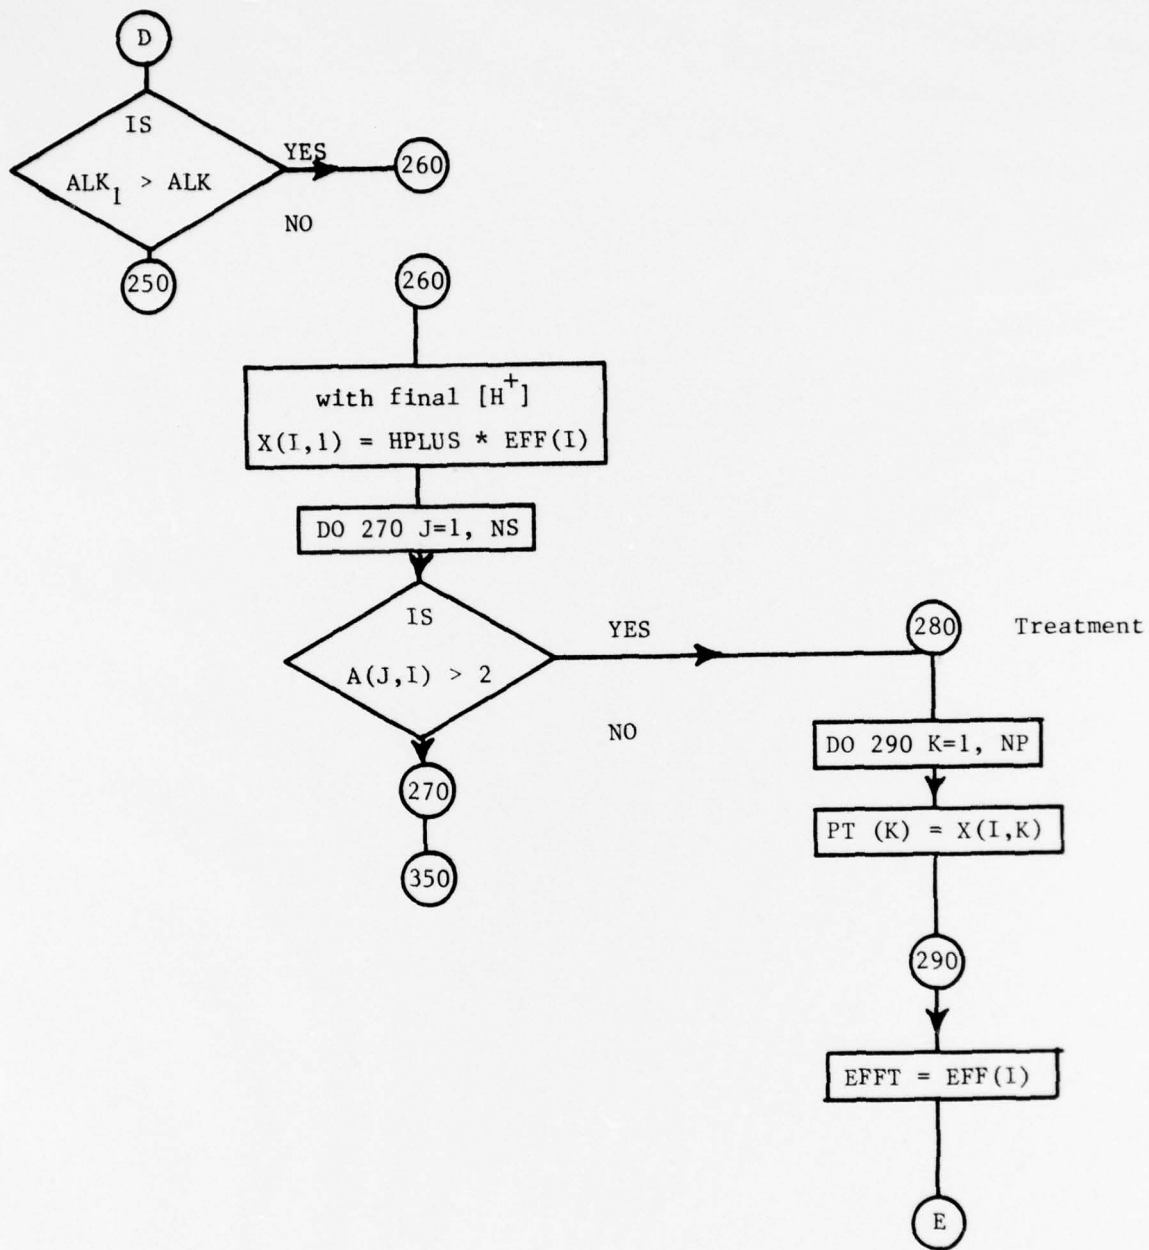 D
IS
ALK1 > ALK
YES
260
NO
250
260
with final [H+]
X(I,1) = HPLUS * EFF(I)
DO 270 J=1, NS
IS
A(J,I) > 2
YES
280
Treatment
NO
DO 290 K=1, NP
270
PT (K) = X(I,K)
350
290
EFFT = EFF(I)
E